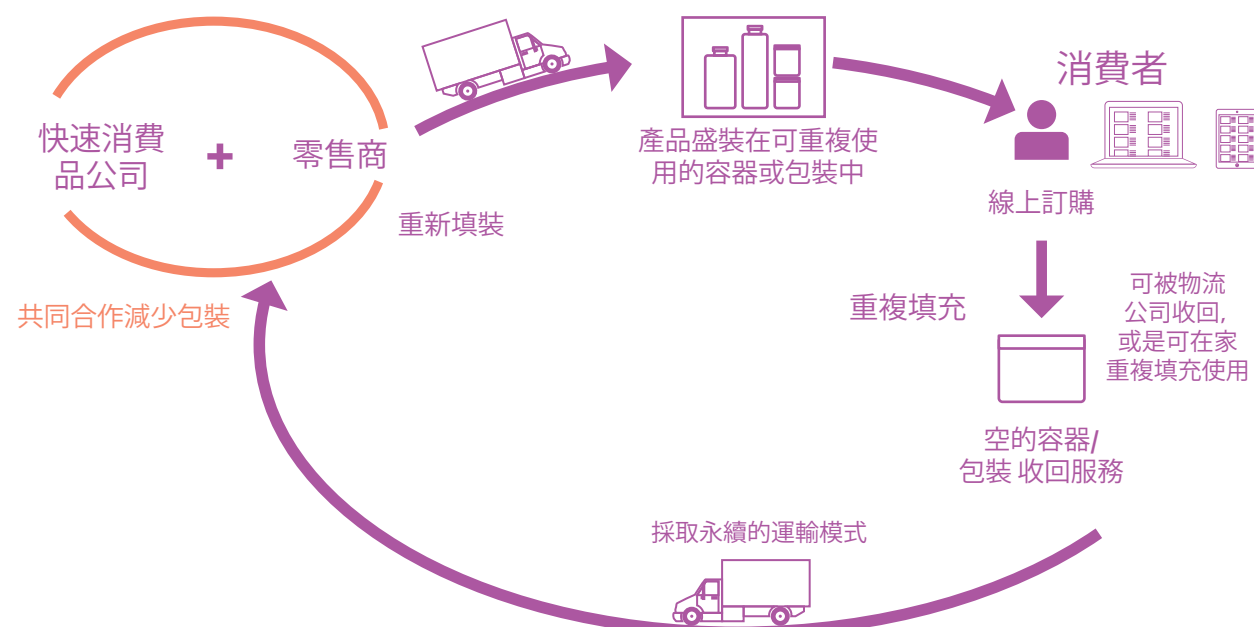 快速消費
品公司
+
零售商
共同合作減少包裝
重新填裝
產品盛裝在可重複使
用的容器或包裝中
消費者
線上訂購
重複填充
可被物流
公司收回,
或是可在家
重複填充使用
空的容器/
包裝 收回服務
採取永續的運輸模式